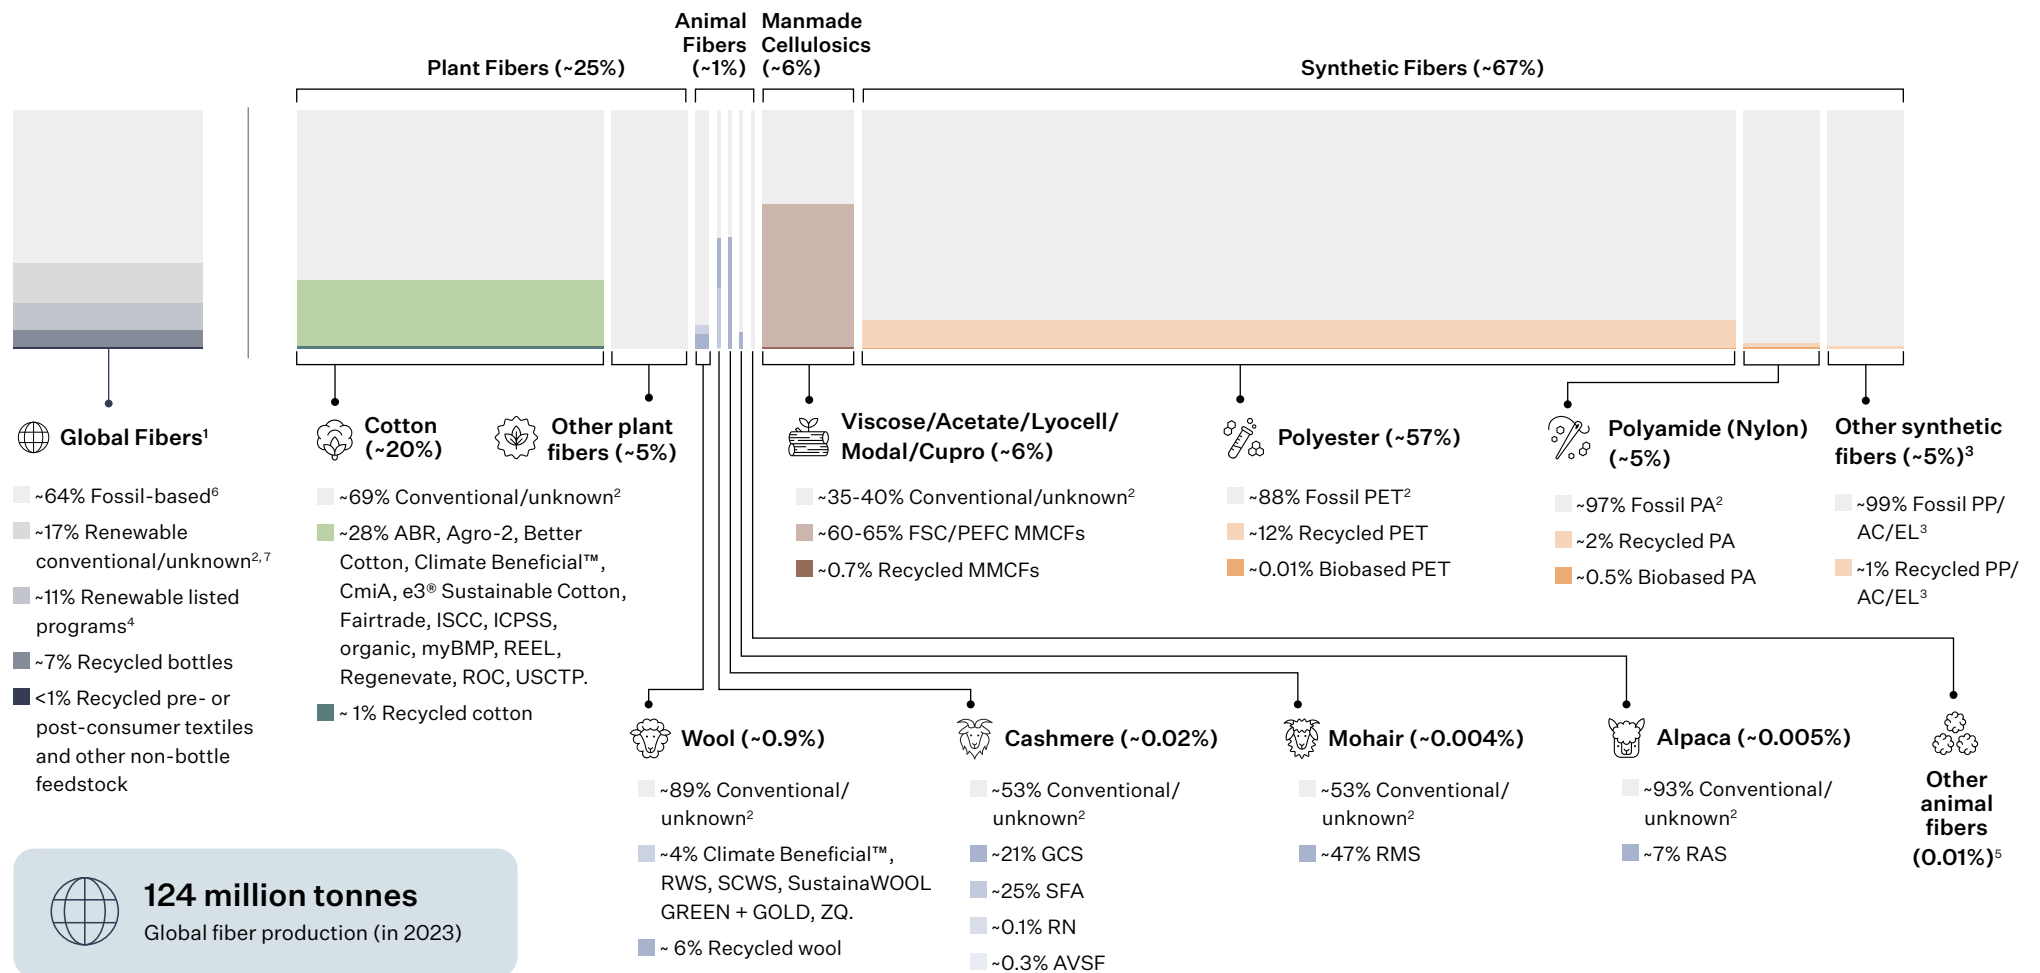 Plant Fibers (~25%)
Animal
Fibers
(~1%)
Manmade
Cellulosics
(~6%)
Synthetic Fibers (~67%)
Global Fibers¹
~64% Fossil-based⁶
~17% Renewable
conventional/unknown²,⁷
~11% Renewable listed
programs⁴
~7% Recycled bottles
<1% Recycled pre- or
post-consumer textiles
and other non-bottle
feedstock
Cotton
(~20%)
~69% Conventional/unknown²
~28% ABR, Agro-2, Better
Cotton, Climate Beneficial™,
CmiA, e3® Sustainable Cotton,
Fairtrade, ISCC, ICPSS,
organic, myBMP, REEL,
Regenevate, ROC, USCTP.
~ 1% Recycled cotton
Other plant
fibers (~5%)
Viscose/Acetate/Lyocell/
Modal/Cupro (~6%)
~35-40% Conventional/unknown²
~60-65% FSC/PEFC MMCFs
~0.7% Recycled MMCFs
Polyester (~57%)
~88% Fossil PET²
~12% Recycled PET
~0.01% Biobased PET
Polyamide (Nylon)
(~5%)
~97% Fossil PA²
~2% Recycled PA
~0.5% Biobased PA
Other synthetic
fibers (~5%)³
~99% Fossil PP/
AC/EL³
~1% Recycled PP/
AC/EL³
Wool (~0.9%)
~89% Conventional/
unknown²
~4% Climate Beneficial™,
RWS, SCWS, SustainaWOOL
GREEN + GOLD, ZQ.
~ 6% Recycled wool
Cashmere (~0.02%)
~53% Conventional/
unknown²
~21% GCS
~25% SFA
~0.1% RN
~0.3% AVSF
Mohair (~0.004%)
~53% Conventional/
unknown²
~47% RMS
Alpaca (~0.005%)
~93% Conventional/
unknown²
~7% RAS
Other
animal
fibers
(0.01%)⁵
124 million tonnes
Global fiber production (in 2023)